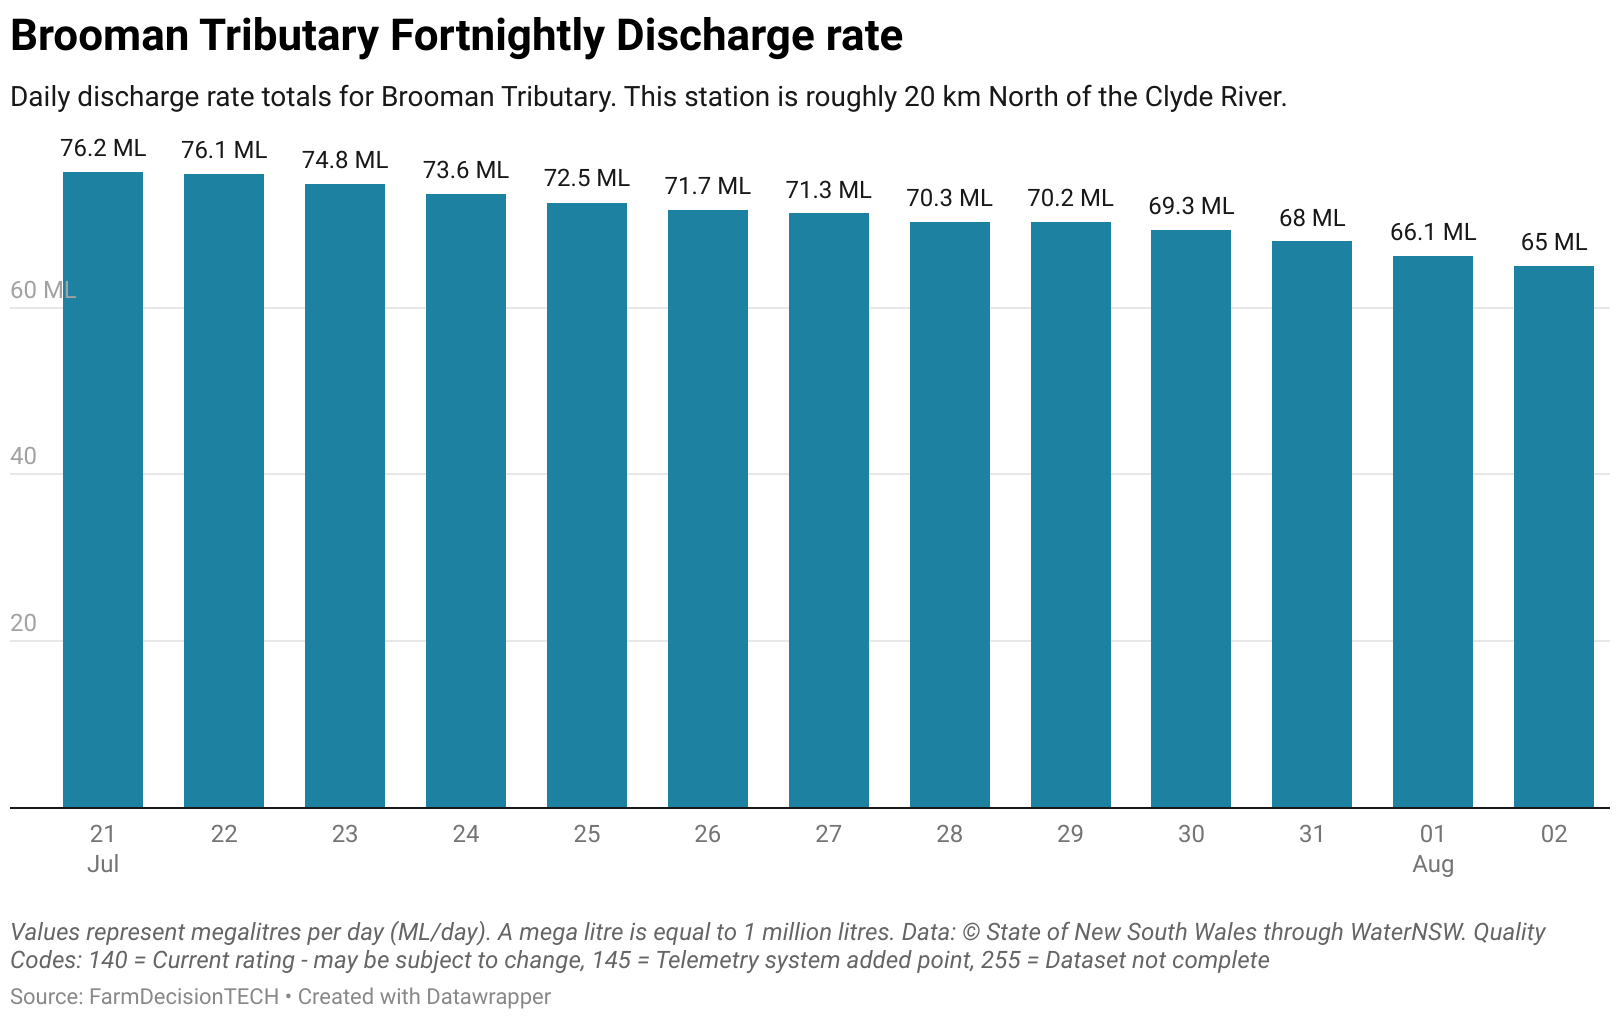 Brooman Tributary Fortnightly Discharge rate
Daily discharge rate totals for Brooman Tributary. This station is roughly 20 km North of the Clyde River.
76.2 ML 76.1 ML 74.8 ML 73.6 ML 72.5 ML 71.7 ML 71.3 ML 70.3 ML 70.2 ML 69.3 ML 68 ML 66.1 ML 65 ML
60 ML
40
20
21 22 23 24 25 26 27 28 29 30 31 01 02
Jul Aug
Values represent megalitres per day (ML/day). A mega litre is equal to 1 million litres. Data: © State of New South Wales through WaterNSW. Quality
Codes: 140 = Current rating - may be subject to change, 145 = Telemetry system added point, 255 = Dataset not complete
Source: FarmDecisionTECH • Created with Datawrapper